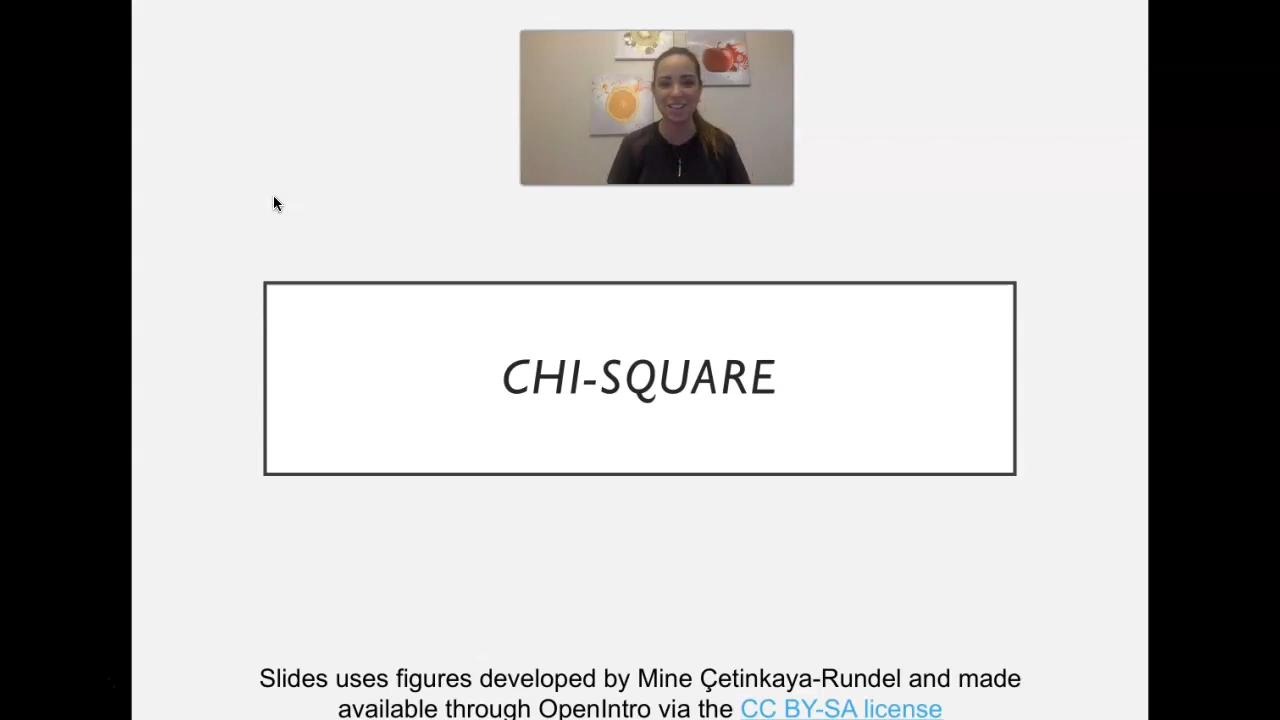 CHI-SQUARE
Slides uses figures developed by Mine Çetinkaya-Rundel and made
available through OpenIntro via the CC BY-SA license